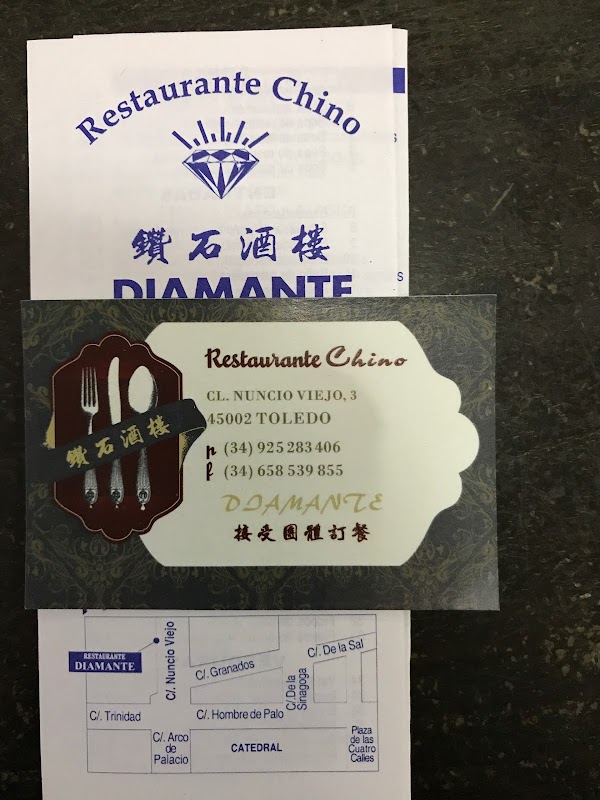 Restaurante Chino
鑽石酒樓
DIAMANTE
鑽石酒樓
Restaurante Chino
CL. NUNCIO VIEJO, 3
45002 TOLEDO
p (34) 925 283 406
f (34) 658 539 855
DIAMANTE
接受團體訂餐
RESTAURANTE
DIAMANTE
C/. Nuncio Viejo
C/. Granados
C/. De la Sal
C/.De la
Sinagoga
C/. Trinidad
C/. Hombre de Palo
C/. Arco
de
Palacio
CATEDRAL
Plaza
de las
Cuatro
Calles